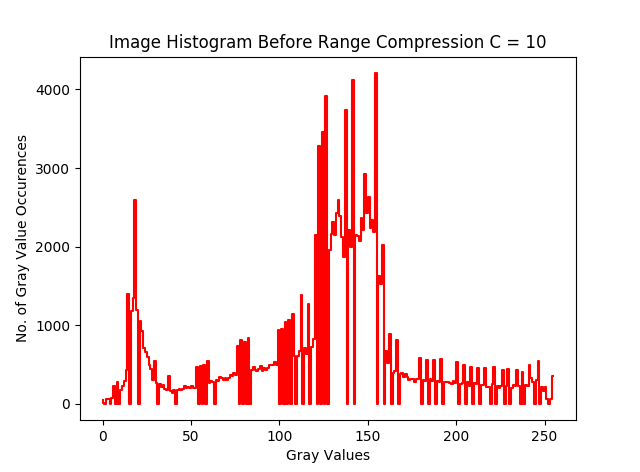 Image Histogram Before Range Compression C = 10
4000
3000
2000
1000
0
No. of Gray Value Occurences
0 50 100 150 200 250
Gray Values